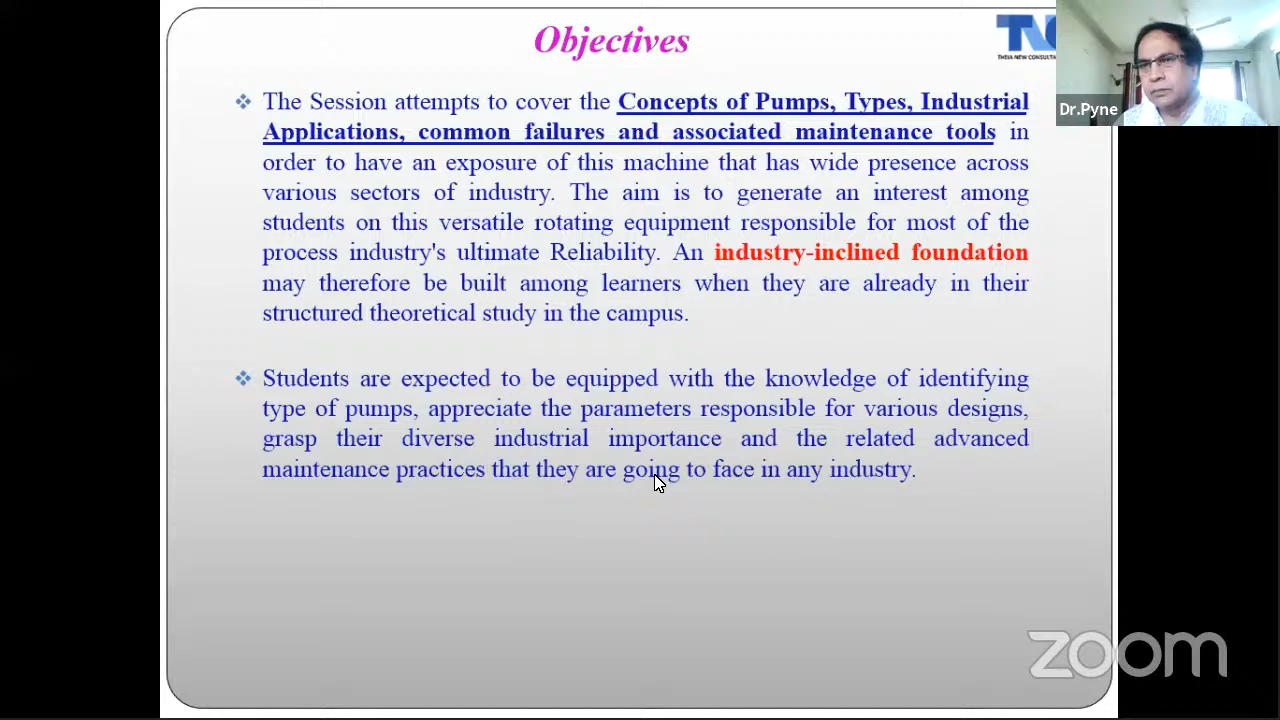 Objectives
TNC
THEIA NEW CONSULT
Dr.Pyne
The Session attempts to cover the Concepts of Pumps, Types, Industrial
Applications, common failures and associated maintenance tools in
order to have an exposure of this machine that has wide presence across
various sectors of industry. The aim is to generate an interest among
students on this versatile rotating equipment responsible for most of the
process industry's ultimate Reliability. An industry-inclined foundation
may therefore be built among learners when they are already in their
structured theoretical study in the campus.
Students are expected to be equipped with the knowledge of identifying
type of pumps, appreciate the parameters responsible for various designs,
grasp their diverse industrial importance and the related advanced
maintenance practices that they are going to face in any industry.
zoom